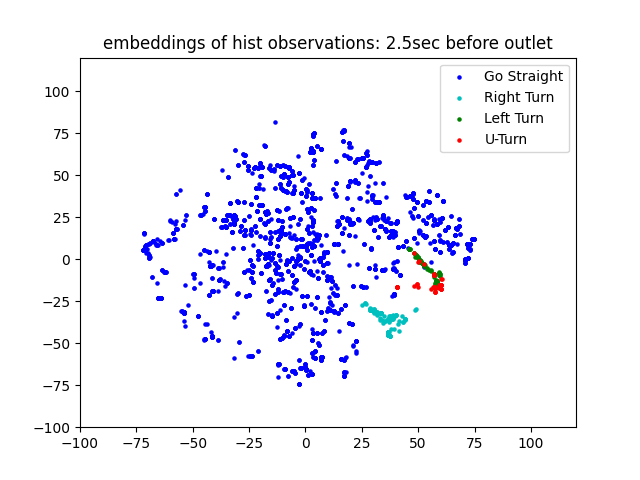 embeddings of hist observations: 2.5sec before outlet
Go Straight
Right Turn
Left Turn
U-Turn
100
75
50
25
0
−25
−50
−75
−100
−100 −75 −50 −25 0 25 50 75 100